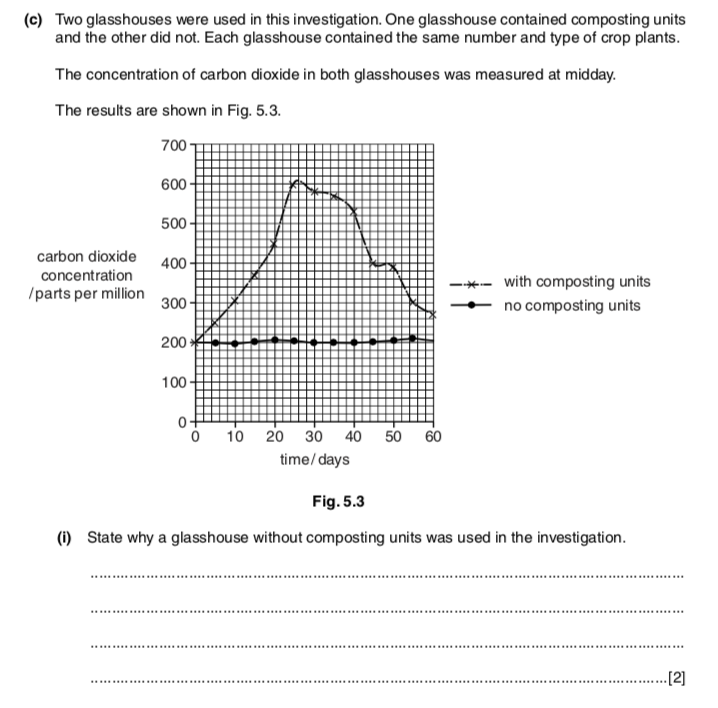 (c) Two glasshouses were used in this investigation. One glasshouse contained composting units
and the other did not. Each glasshouse contained the same number and type of crop plants.
The concentration of carbon dioxide in both glasshouses was measured at midday.
The results are shown in Fig. 5.3.
700
600
500
400
300
200
100
0
carbon dioxide
concentration
/parts per million
with composting units
no composting units
0 10 20 30 40 50 60
time/days
Fig. 5.3
(i) State why a glasshouse without composting units was used in the investigation.
[2]